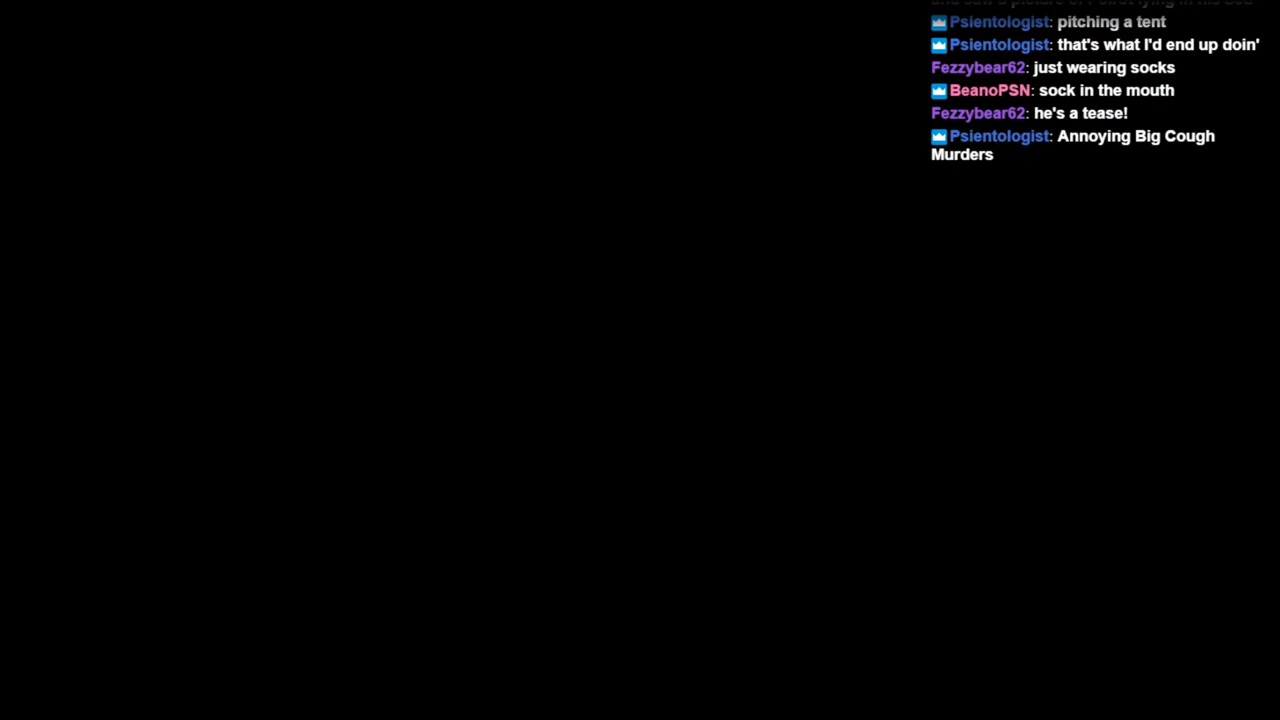 Psientologist: pitching a tent
Psientologist: that's what I'd end up doin'
Fezzybear62: just wearing socks
BeanoPSN: sock in the mouth
Fezzybear62: he's a tease!
Psientologist: Annoying Big Cough
Murders